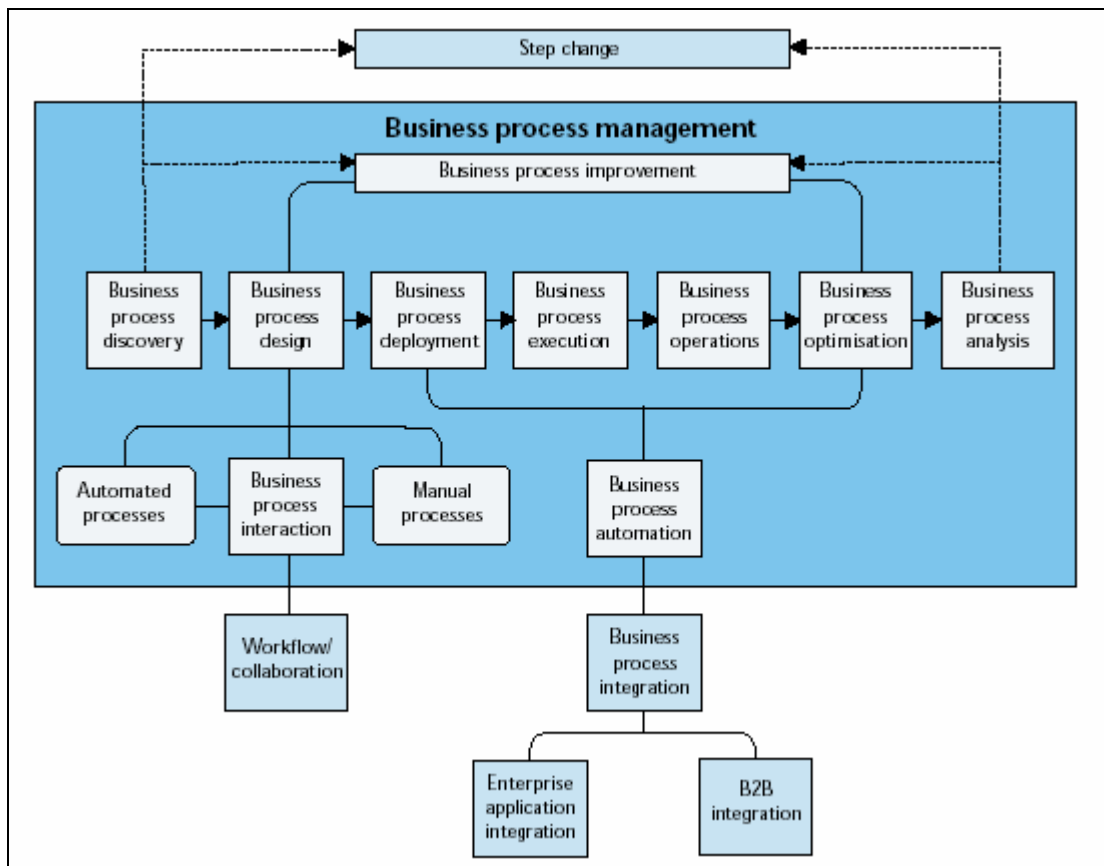 Step change
Business process management
Business process improvement
Business
process
discovery
Business
process
design
Business
process
deployment
Business
process
execution
Business
process
operations
Business
process
optimisation
Business
process
analysis
Automated
processes
Business
process
interaction
Manual
processes
Business
process
automation
Workflow/
collaboration
Business
process
integration
Enterprise
application
integration
B2B
integration